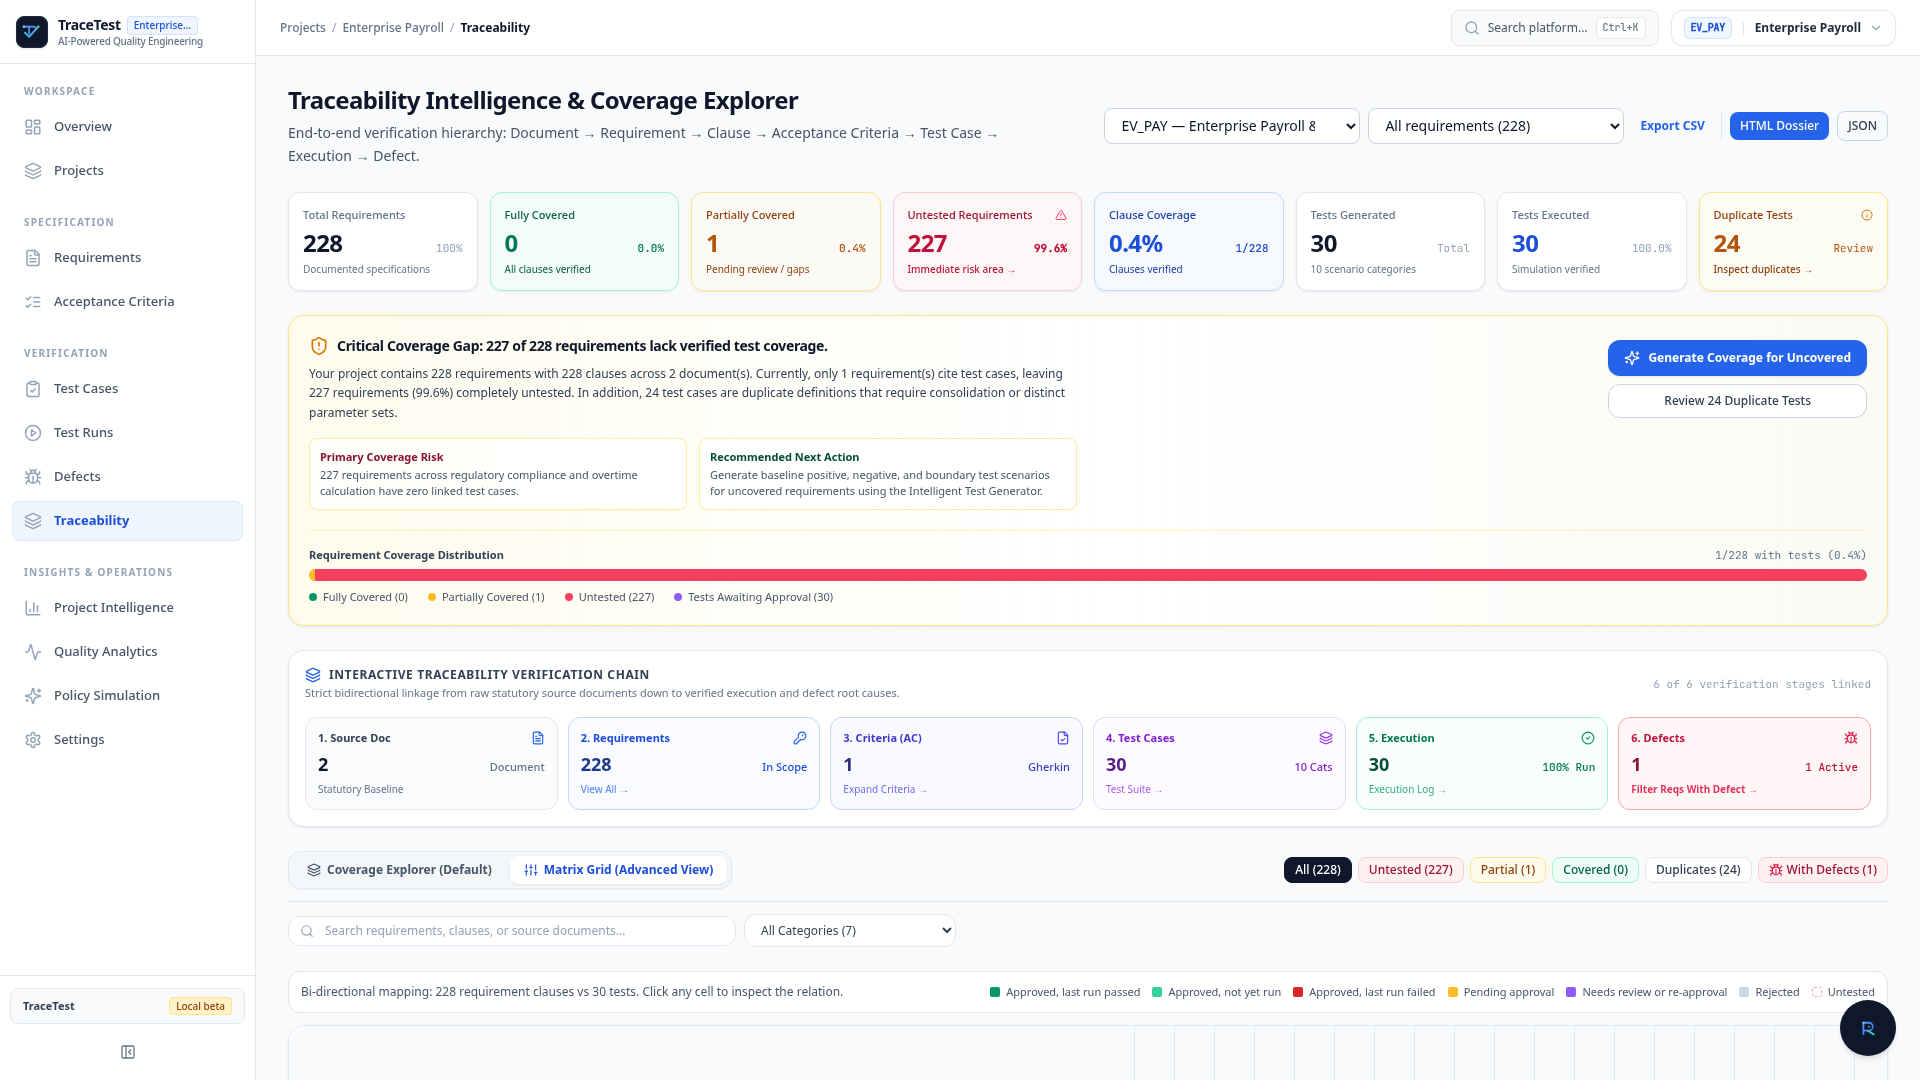 TraceTest Enterprise...
AI-Powered Quality Engineering
Projects / Enterprise Payroll / Traceability
Search platform... Ctrl+K
EV_PAY Enterprise Payroll
WORKSPACE
Overview
Projects
SPECIFICATION
Requirements
Acceptance Criteria
VERIFICATION
Test Cases
Test Runs
Defects
Traceability
INSIGHTS & OPERATIONS
Project Intelligence
Quality Analytics
Policy Simulation
Settings
TraceTest Local beta
Traceability Intelligence & Coverage Explorer
End-to-end verification hierarchy: Document → Requirement → Clause → Acceptance Criteria → Test Case →
Execution → Defect.
EV_PAY — Enterprise Payroll &
All requirements (228)
Export CSV
HTML Dossier
JSON
Total Requirements
228 100%
Documented specifications
Fully Covered
0 0.0%
All clauses verified
Partially Covered
1 0.4%
Pending review / gaps
Untested Requirements
227 99.6%
Immediate risk area →
Clause Coverage
0.4% 1/228
Clauses verified
Tests Generated
30 Total
10 scenario categories
Tests Executed
30 100.0%
Simulation verified
Duplicate Tests
24 Review
Inspect duplicates →
Critical Coverage Gap: 227 of 228 requirements lack verified test coverage.
Your project contains 228 requirements with 228 clauses across 2 document(s). Currently, only 1 requirement(s) cite test cases, leaving
227 requirements (99.6%) completely untested. In addition, 24 test cases are duplicate definitions that require consolidation or distinct
parameter sets.
Generate Coverage for Uncovered
Review 24 Duplicate Tests
Primary Coverage Risk
227 requirements across regulatory compliance and overtime
calculation have zero linked test cases.
Recommended Next Action
Generate baseline positive, negative, and boundary test scenarios
for uncovered requirements using the Intelligent Test Generator.
Requirement Coverage Distribution 1/228 with tests (0.4%)
Fully Covered (0) Partially Covered (1) Untested (227) Tests Awaiting Approval (30)
INTERACTIVE TRACEABILITY VERIFICATION CHAIN
Strict bidirectional linkage from raw statutory source documents down to verified execution and defect root causes.
6 of 6 verification stages linked
1. Source Doc
2 Document
Statutory Baseline
2. Requirements
228 In Scope
View All →
3. Criteria (AC)
1 Gherkin
Expand Criteria →
4. Test Cases
30 10 Cats
Test Suite →
5. Execution
30 100% Run
Execution Log →
6. Defects
1 1 Active
Filter Reqs With Defect →
Coverage Explorer (Default) Matrix Grid (Advanced View)
All (228) Untested (227) Partial (1) Covered (0) Duplicates (24) With Defects (1)
Search requirements, clauses, or source documents...
All Categories (7)
Bi-directional mapping: 228 requirement clauses vs 30 tests. Click any cell to inspect the relation.
Approved, last run passed Approved, not yet run Approved, last run failed Pending approval Needs review or re-approval Rejected Untested